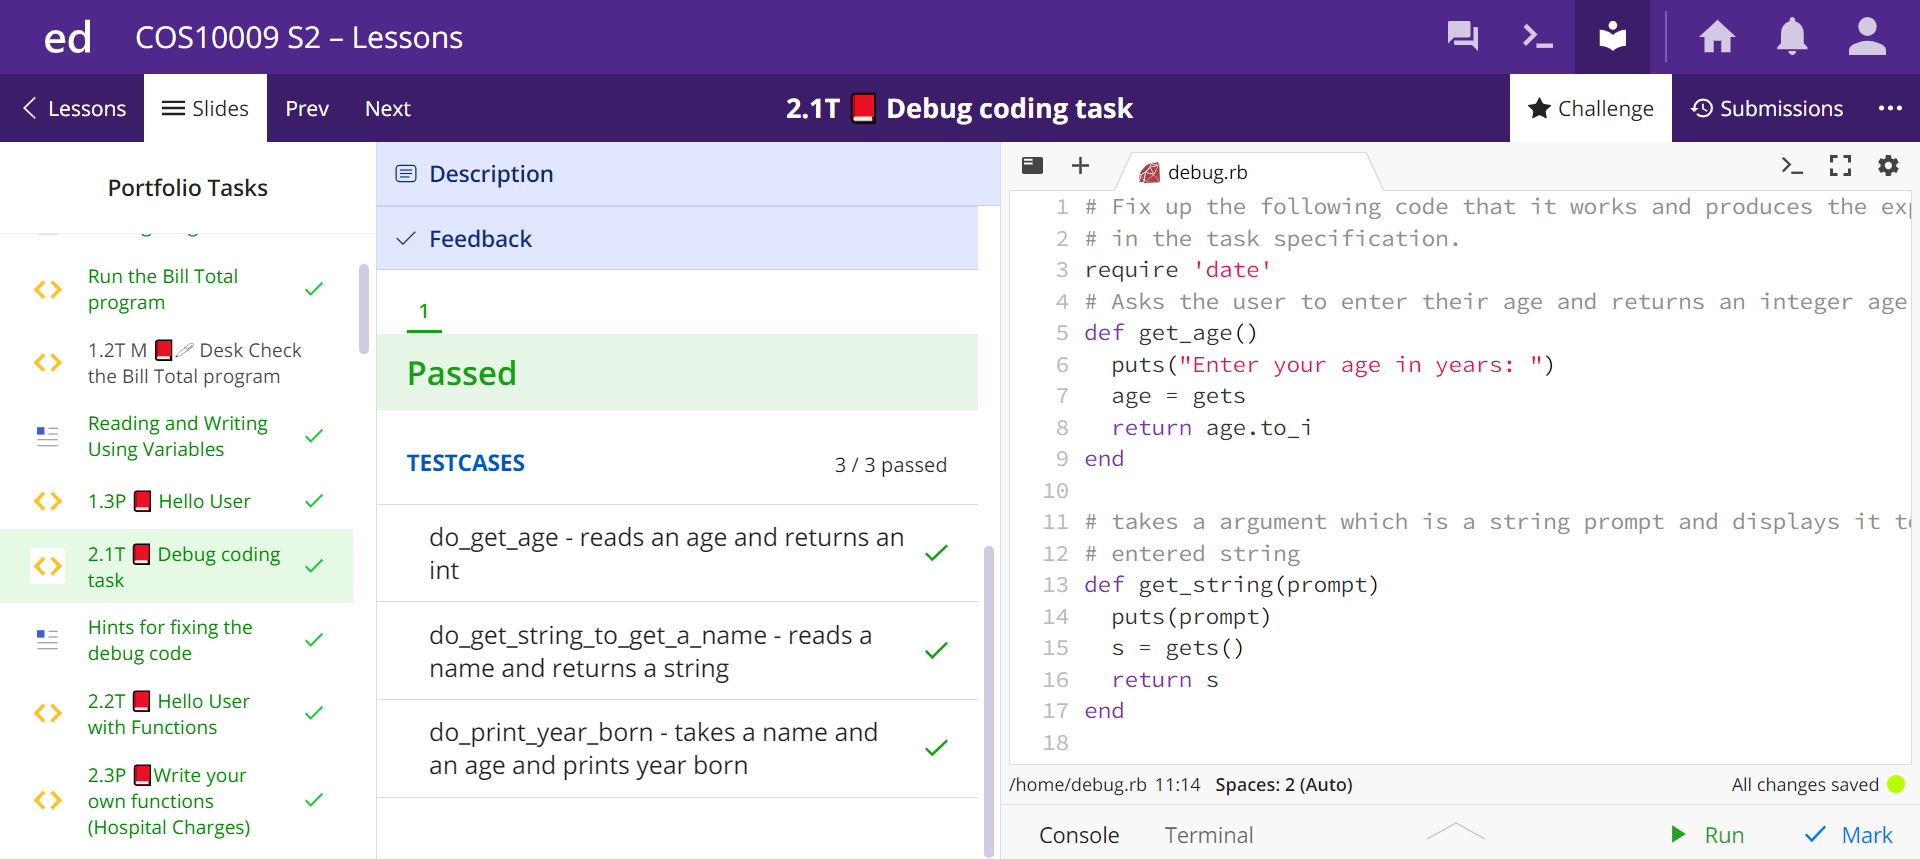 ed COS10009 S2 – Lessons
Lessons Slides Prev Next 2.1T Debug coding task Challenge Submissions
Portfolio Tasks
Run the Bill Total
program
1.2T M Desk Check
the Bill Total program
Reading and Writing
Using Variables
1.3P Hello User
2.1T Debug coding
task
Hints for fixing the
debug code
2.2T Hello User
with Functions
2.3P Write your
own functions
(Hospital Charges)
Description
Feedback
1
Passed
TESTCASES 3 / 3 passed
do_get_age - reads an age and returns an
int
do_get_string_to_get_a_name - reads a
name and returns a string
do_print_year_born - takes a name and
an age and prints year born
debug.rb
1 # Fix up the following code that it works and produces the
2 # in the task specification.
3 require 'date'
4 # Asks the user to enter their age and returns an integer age
5 def get_age()
6 puts("Enter your age in years: ")
7 age = gets
8 return age.to_i
9 end
10
11 # takes a argument which is a string prompt and displays it
12 # entered string
13 def get_string(prompt)
14 puts(prompt)
15 s = gets()
16 return s
17 end
18
/home/debug.rb 11:14 Spaces: 2 (Auto) All changes saved
Console Terminal Run Mark